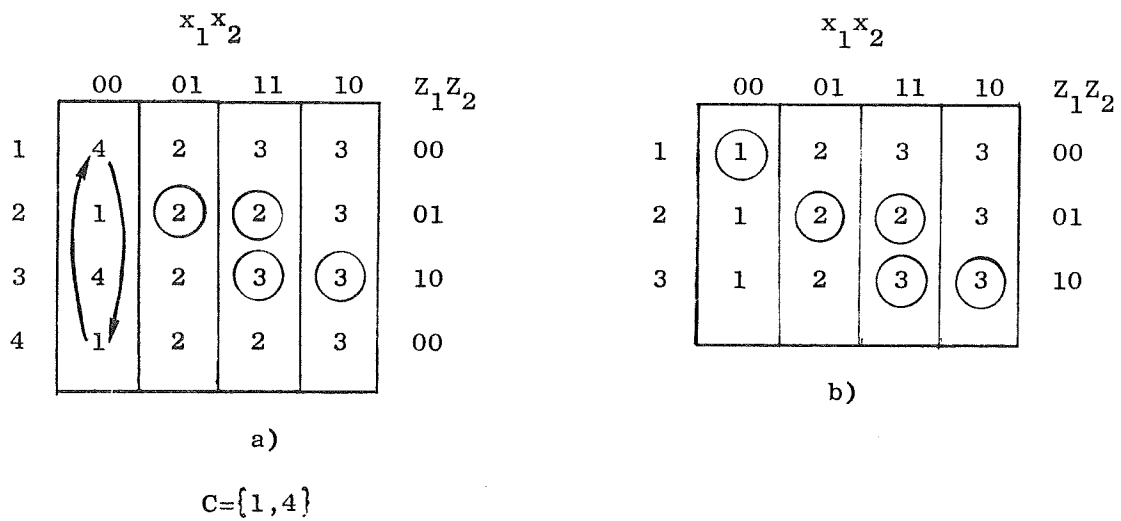 x1x2
00 01 11 10 Z1Z2
1 4 2 3 3 00
2 1 2 2 3 01
3 4 2 3 3 10
4 1 2 2 3 00
a)
C={1,4}
x1x2
00 01 11 10 Z1Z2
1 1 2 3 3 00
2 1 2 2 3 01
3 1 2 3 3 10
b)